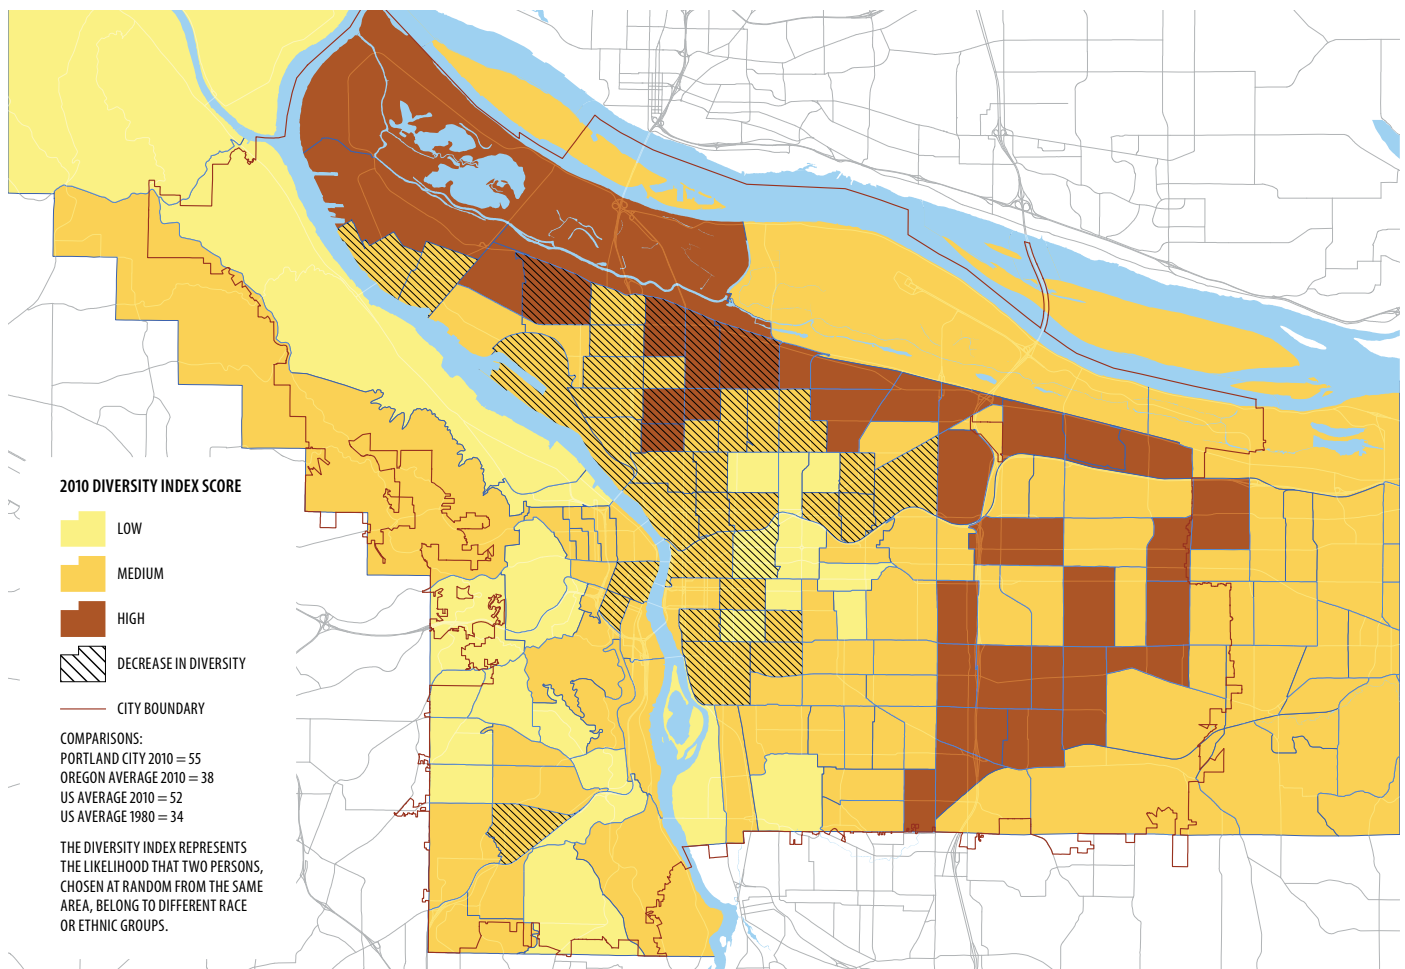 2010 DIVERSITY INDEX SCORE
LOW
MEDIUM
HIGH
DECREASE IN DIVERSITY
CITY BOUNDARY
COMPARISONS:
PORTLAND CITY 2010 = 55
OREGON AVERAGE 2010 = 38
US AVERAGE 2010 = 52
US AVERAGE 1980 = 34
THE DIVERSITY INDEX REPRESENTS
THE LIKELIHOOD THAT TWO PERSONS,
CHOSEN AT RANDOM FROM THE SAME
AREA, BELONG TO DIFFERENT RACE
OR ETHNIC GROUPS.